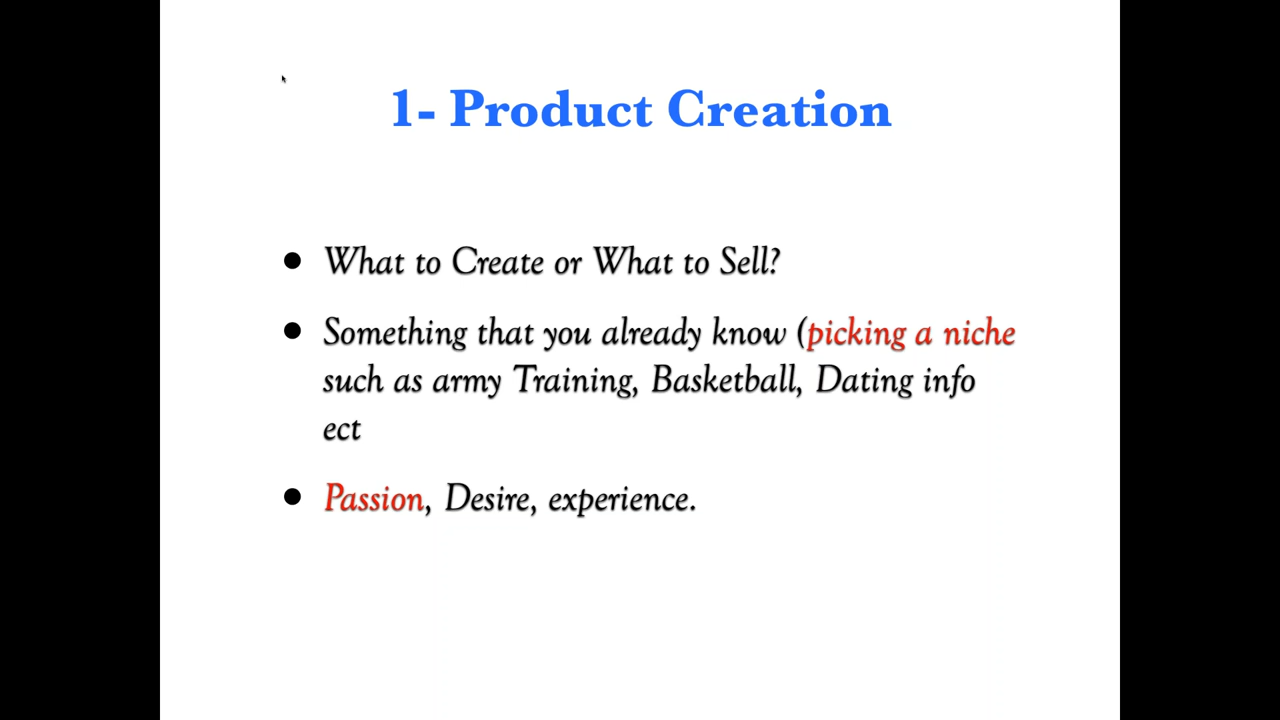 1- Product Creation
• What to Create or What to Sell?
• Something that you already know (picking a niche
such as army Training, Basketball, Dating info
ect
• Passion, Desire, experience.